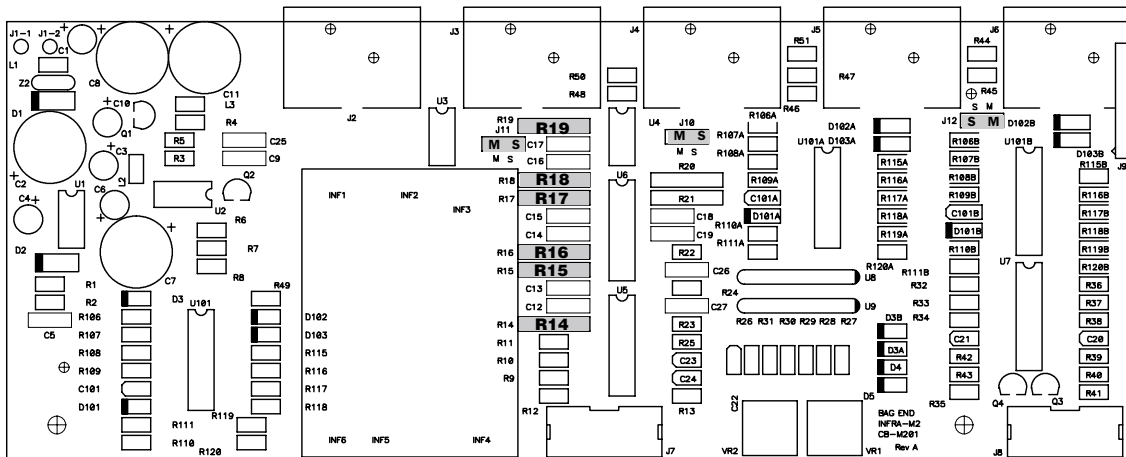 J1-1 J1-2
L1
C1
Z2
C8
C11
D1
C10
Q1
L3
R4
R5
R3
C25
C9
C3
L2
C2
C4
U1
C6
U2
Q2
R6
R7
R8
D2
C7
R1
R2
C5
D3
U101
R49
R106
R107
R108
R109
C101
D101
R111
R110
D102
D103
R115
R116
R117
R118
R119
R120
J2
J3
J4
J5
J6
U3
INF1 INF2 INF3
INF6 INF5 INF4
R50
R48
R19
R19
J11
M S
M S
C17
C16
R18
R18
R17
R17
C15
C14
R16
R16
R15
R15
C13
C12
R14
R14
R11
R10
R9
R12
U6
U5
J7
U4
J10
M S
M S
R20
R21
C18
C19
R22
C26
R24
C27
R23
R25
C23
C24
R13
R51
R47
R46
R106A
R107A
R108A
R109A
C101A
D101A
R110A
R111A
U101A
D102A
D103A
R115A
R116A
R117A
R118A
R119A
R120A
U8
U9
R26 R31 R30 R29 R28 R27
C22
VR2
VR1
D3B
D3A
D4
D5
BAG END
INFRA-M2
CB-M201
Rev A
R44
R45
S M
J12
S M
D102B
R106B
R107B
R108B
R109B
C101B
D101B
R110B
R111B
R32
R33
R34
C21
R42
R43
R35
U101B
U7
Q4
Q3
J8
D103B
J9
R115B
R116B
R117B
R118B
R119B
R120B
R36
R37
R38
C20
R39
R40
R41